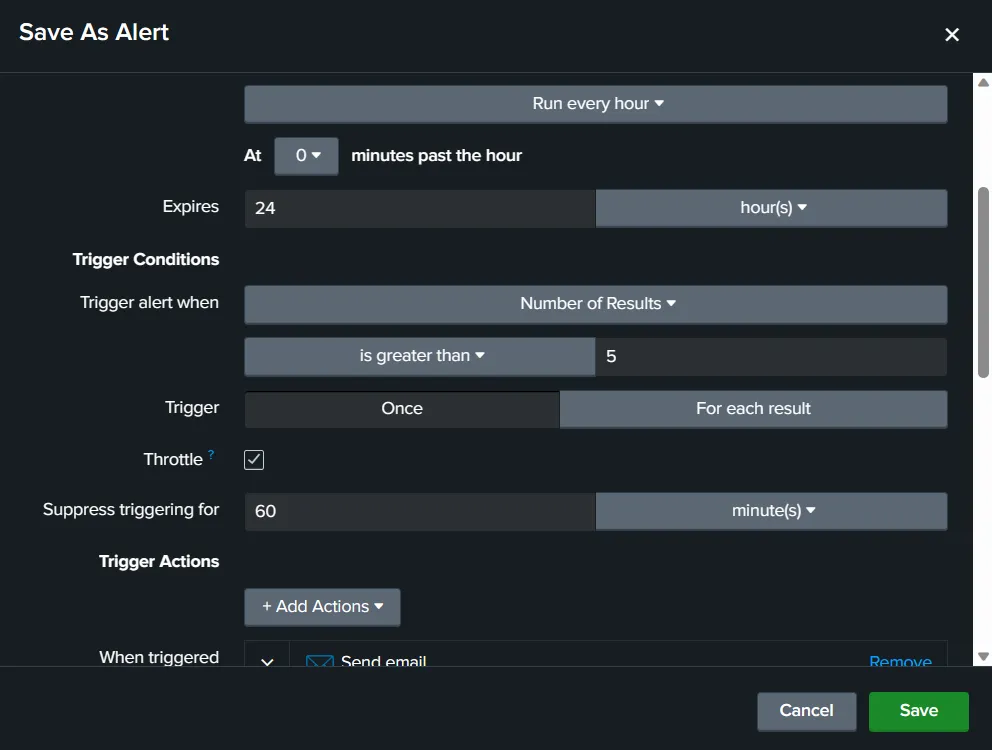 Save As Alert
Run every hour
At 0 minutes past the hour
Expires 24 hour(s)
Trigger Conditions
Trigger alert when Number of Results
is greater than 5
Trigger Once For each result
Throttle ?
Suppress triggering for 60 minute(s)
Trigger Actions
+ Add Actions
When triggered Send email Remove
Cancel Save